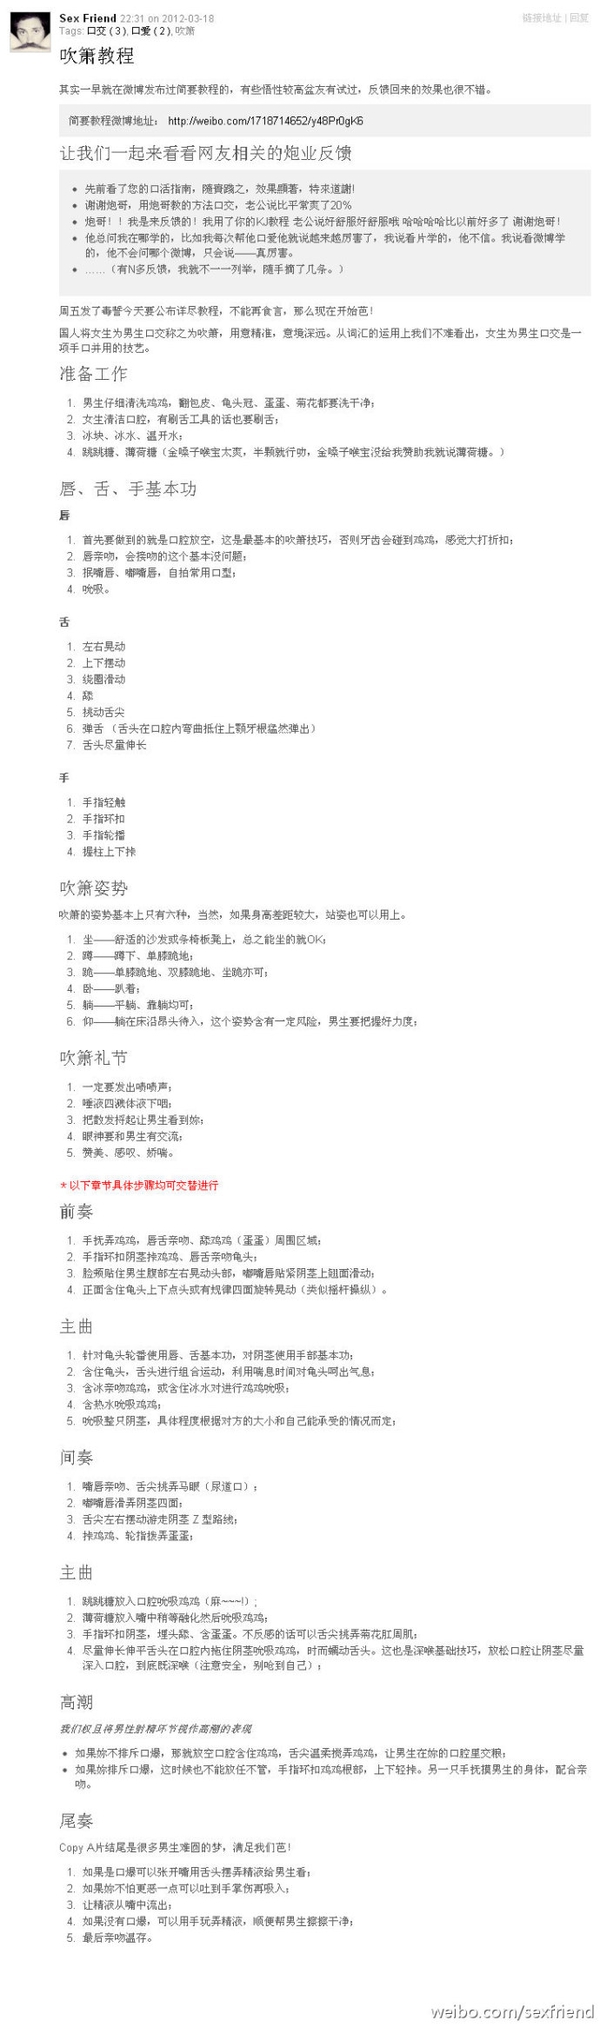 Sex Friend 22:31 on 2012-03-18 链接地址 | 回复
Tags: 口交 ( 3 ), 口爱 ( 2 ), 吹箫
吹箫教程
其实一早就在微博发布过简要教程的，有些悟性较高盆友有试过，反馈回来的效果也很不错。
简要教程微博地址： http://weibo.com/1718714652/y48Pr0gK6
让我们一起来看看网友相关的炮业反馈
先前看了您的口活指南，随实践之，效果顯著，特來道謝!
谢谢炮哥，用炮哥教的方法口交，老公说比平常爽了20%
炮哥！！我是来反馈的！我用了你的KJ教程 老公说好舒服好舒服哦 哈哈哈哈比以前好多了 谢谢炮哥！
他总问我在哪学的，比如我每次帮他口爱他就说越来越厉害了，我说看片学的，他不信。我说看微博学
的，他不会问哪个微博，只会说——真厉害。
……（有N多反馈，我就不一一列举，随手摘了几条。）
周五发了毒誓今天要公布详尽教程，不能再食言，那么现在开始芭！
国人将女生为男生口交称之为吹箫，用意精准，意境深远。从词汇的运用上我们不难看出，女生为男生口交是一
项手口并用的技艺。
准备工作
1. 男生仔细清洗鸡鸡，翻包皮、龟头冠、蛋蛋、菊花都要洗干净；
2. 女生清洁口腔，有刷舌工具的话也要刷舌；
3. 冰块、冰水、温开水；
4. 跳跳糖、薄荷糖（金嗓子喉宝太爽，半颗就行叻，金嗓子喉宝没给我赞助我就说薄荷糖。）
唇、舌、手基本功
唇
1. 首先要做到的就是口腔放空，这是最基本的吹箫技巧，否则牙齿会碰到鸡鸡，感觉大打折扣；
2. 唇亲吻，会接吻的这个基本没问题；
3. 抿嘴唇、嘟嘴唇，自拍常用口型；
4. 吮吸。
舌
1. 左右晃动
2. 上下摆动
3. 绕圈滑动
4. 舔
5. 挑动舌尖
6. 弹舌 （舌头在口腔内弯曲抵住上颚牙根猛然弹出）
7. 舌头尽量伸长
手
1. 手指轻触
2. 手指环扣
3. 手指轮播
4. 握柱上下挊
吹箫姿势
吹箫的姿势基本上只有六种，当然，如果身高差距较大，站姿也可以用上。
1. 坐——舒适的沙发或条椅板凳上，总之能坐的就OK；
2. 蹲——蹲下、单膝跪地；
3. 跪——单膝跪地、双膝跪地、坐跪亦可；
4. 卧——趴着；
5. 躺——平躺、靠躺均可；
6. 仰——躺在床沿昂头待入，这个姿势含有一定风险，男生要把握好力度；
吹箫礼节
1. 一定要发出啧啧声；
2. 唾液四溅体液下咽；
3. 把散发捋起让男生看到妳；
4. 眼神要和男生有交流；
5. 赞美、感叹、娇喘。
* 以下章节具体步骤均可交替进行
前奏
1. 手抚弄鸡鸡，唇舌亲吻、舔鸡鸡（蛋蛋）周围区域；
2. 手指环扣阴茎挊鸡鸡、唇舌亲吻龟头；
3. 脸颊贴住男生腹部左右晃动头部，嘟嘴唇贴紧阴茎上翘面滑动；
4. 正面含住龟头上下点头或有规律四面旋转晃动（类似摇杆操纵）。
主曲
1. 针对龟头轮番使用唇、舌基本功，对阴茎使用手部基本功；
2. 含住龟头，舌头进行组合运动，利用喘息时间对龟头呵出气息；
3. 含冰亲吻鸡鸡，或含住冰水对进行鸡鸡吮吸；
4. 含热水吮吸鸡鸡；
5. 吮吸整只阴茎，具体程度根据对方的大小和自己能承受的情况而定；
间奏
1. 嘴唇亲吻、舌尖挑弄马眼（尿道口）；
2. 嘟嘴唇滑弄阴茎四面；
3. 舌尖左右摆动游走阴茎 Z 型路线；
4. 挊鸡鸡、轮指拨弄蛋蛋；
主曲
1. 跳跳糖放入口腔吮吸鸡鸡（麻~~~!）；
2. 薄荷糖放入嘴中稍等融化然后吮吸鸡鸡；
3. 手指环扣阴茎，埋头舔、含蛋蛋。不反感的话可以舌尖挑弄菊花肛周肌；
4. 尽量伸长伸平舌头在口腔内拖住阴茎吮吸鸡鸡，时而蠕动舌头。这也是深喉基础技巧，放松口腔让阴茎尽量
深入口腔，到底既深喉（注意安全，别呛到自己）；
高潮
我们权且将男性射精环节视作高潮的表现
如果妳不排斥口爆，那就放空口腔含住鸡鸡，舌尖温柔搅弄鸡鸡，让男生在妳的口腔里交粮；
如果妳排斥口爆，这时候也不能放任不管，手指环扣鸡鸡根部，上下轻挊。另一只手抚摸男生的身体，配合亲
吻。
尾奏
Copy A片结尾是很多男生难圆的梦，满足我们芭！
1. 如果是口爆可以张开嘴用舌头摆弄精液给男生看；
2. 如果妳不怕更恶一点可以吐到手掌伤再吸入；
3. 让精液从嘴中流出；
4. 如果没有口爆，可以用手玩弄精液，顺便帮男生擦擦干净；
5. 最后亲吻温存。
weibo.com/sexfriend